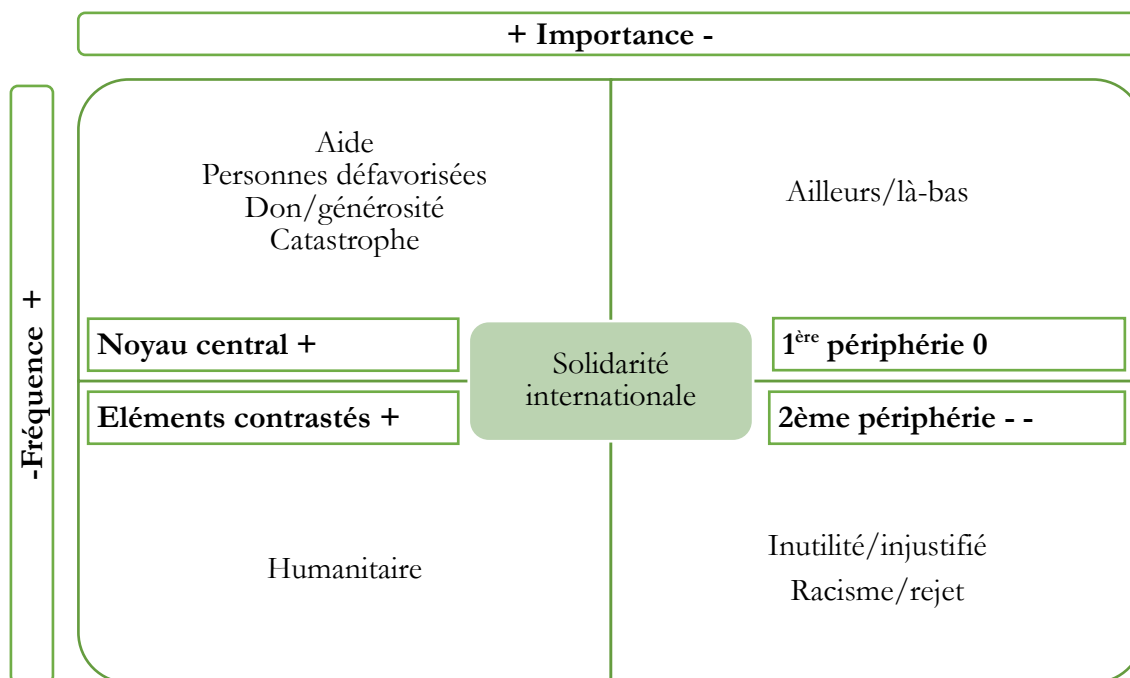 + Importance -
-Fréquence +
Aide
Personnes défavorisées
Don/générosité
Catastrophe
Ailleurs/là-bas
Noyau central +
Solidarité
internationale
1ère périphérie 0
Eléments contrastés +
2ème périphérie - -
Humanitaire
Inutilité/injustifié
Racisme/rejet